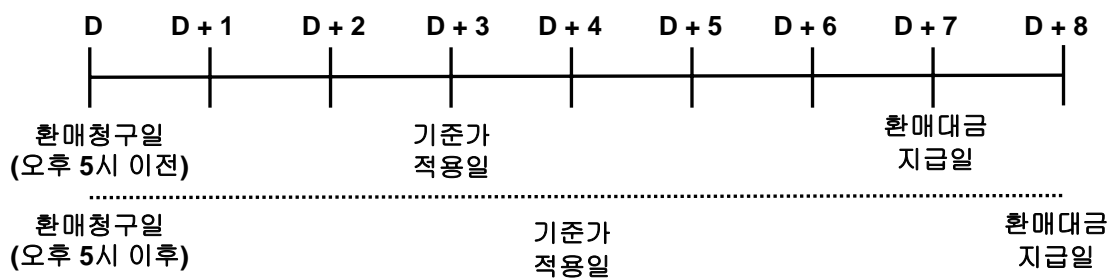 D D + 1 D + 2 D + 3 D + 4 D + 5 D + 6 D + 7 D + 8
환매청구일
(오후 5시 이전)
기준가
적용일
환매대금
지급일
환매청구일
(오후 5시 이후)
기준가
적용일
환매대금
지급일